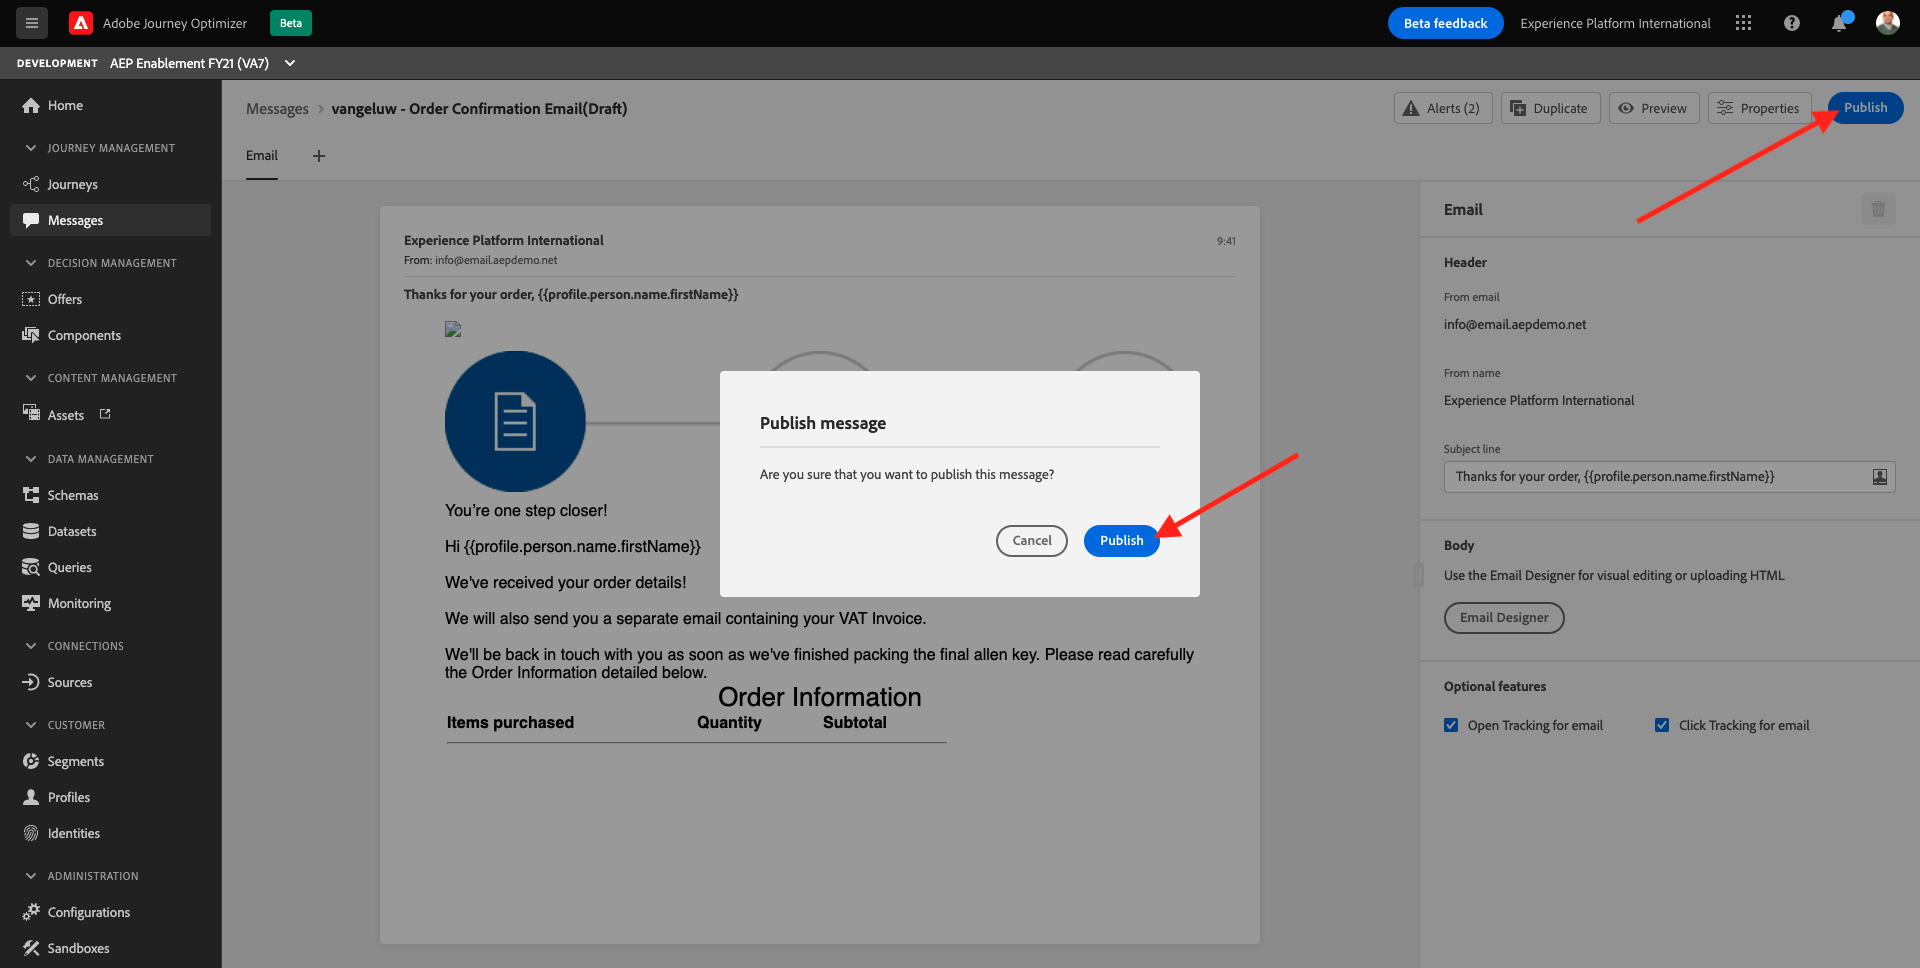 Adobe Journey Optimizer
Beta
Beta feedback
Experience Platform International
DEVELOPMENT AEP Enablement FY21 (VA7)
Home
JOURNEY MANAGEMENT
Journeys
Messages
DECISION MANAGEMENT
Offers
Components
CONTENT MANAGEMENT
Assets
DATA MANAGEMENT
Schemas
Datasets
Queries
Monitoring
CONNECTIONS
Sources
CUSTOMER
Segments
Profiles
Identities
ADMINISTRATION
Configurations
Sandboxes
Messages > vangeluw - Order Confirmation Email(Draft)
Alerts (2)
Duplicate
Preview
Properties
Publish
Email
Experience Platform International
9:41
From: info@email.aepdemo.net
Thanks for your order, {{profile.person.name.firstName}}
You're one step closer!
Hi {{profile.person.name.firstName}}
We've received your order details!
We will also send you a separate email containing your VAT Invoice.
We'll be back in touch with you as soon as we've finished packing the final allen key. Please read carefully
the Order Information detailed below.
Order Information
Items purchased Quantity Subtotal
Publish message
Are you sure that you want to publish this message?
Cancel
Publish
Email
Header
From email
info@email.aepdemo.net
From name
Experience Platform International
Subject line
Thanks for your order, {{profile.person.name.firstName}}
Body
Use the Email Designer for visual editing or uploading HTML
Email Designer
Optional features
Open Tracking for email
Click Tracking for email